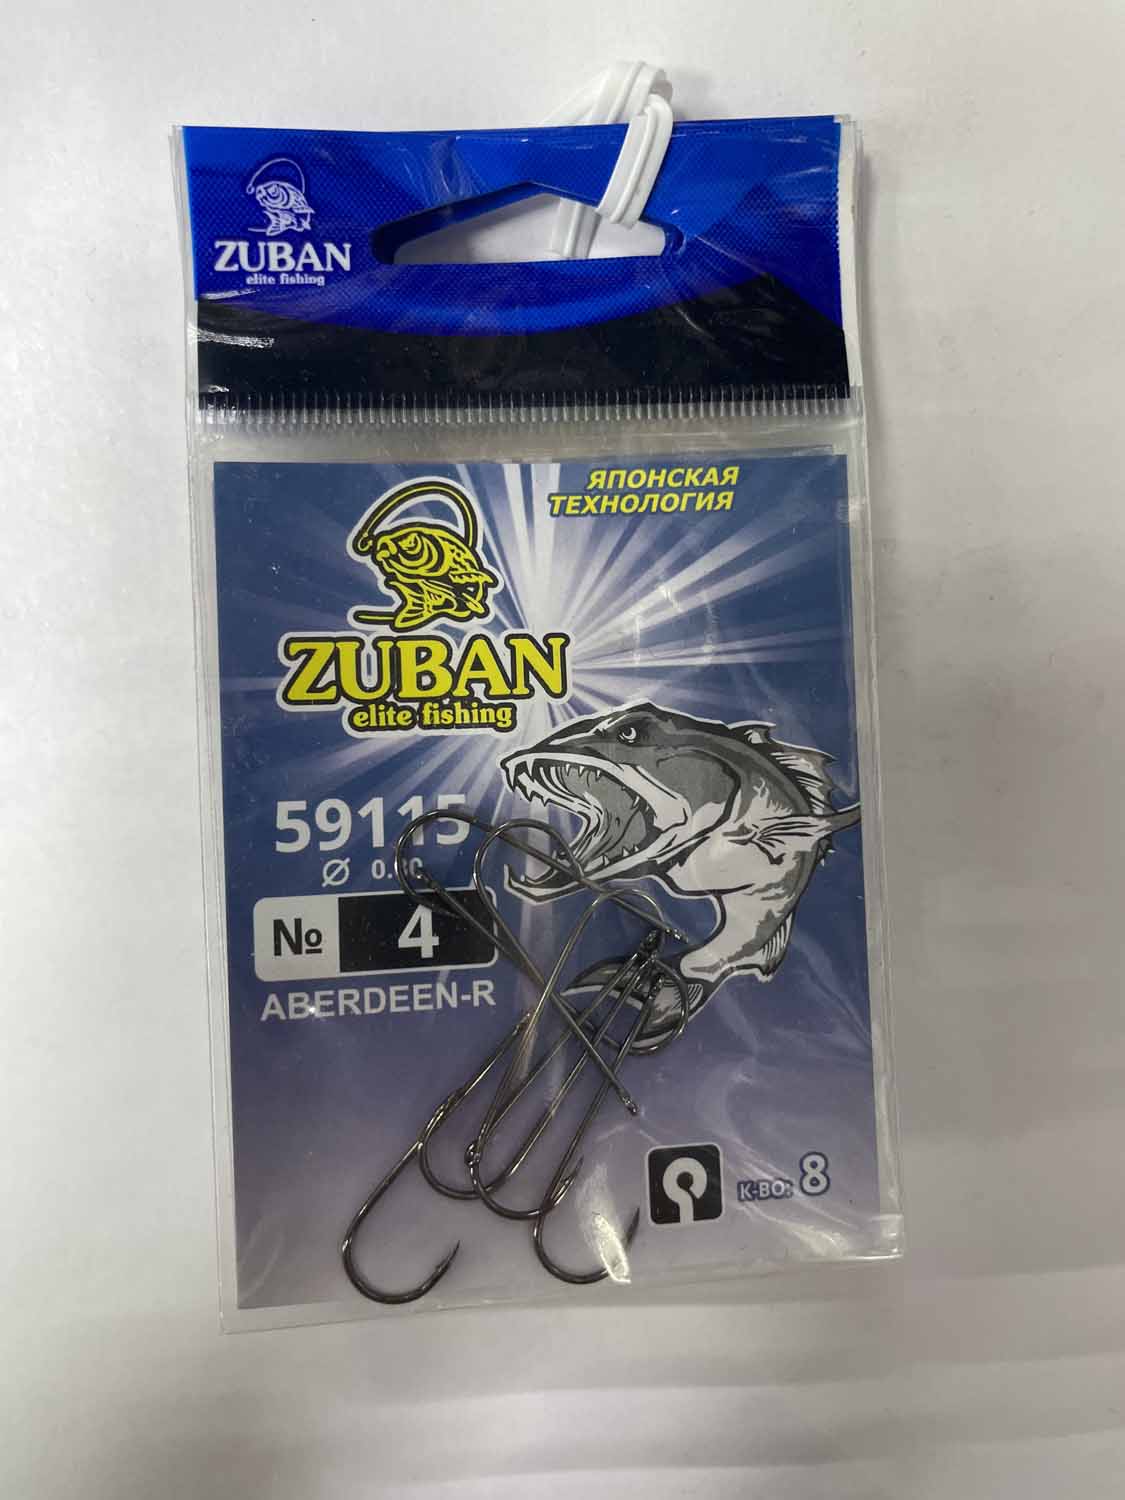 ZUBAN
elite fishing
ЯПОНСКАЯ
ТЕХНОЛОГИЯ
ZUBAN
elite fishing
59115
Ø
№ 4
ABERDEEN-R
К-ВО: 8